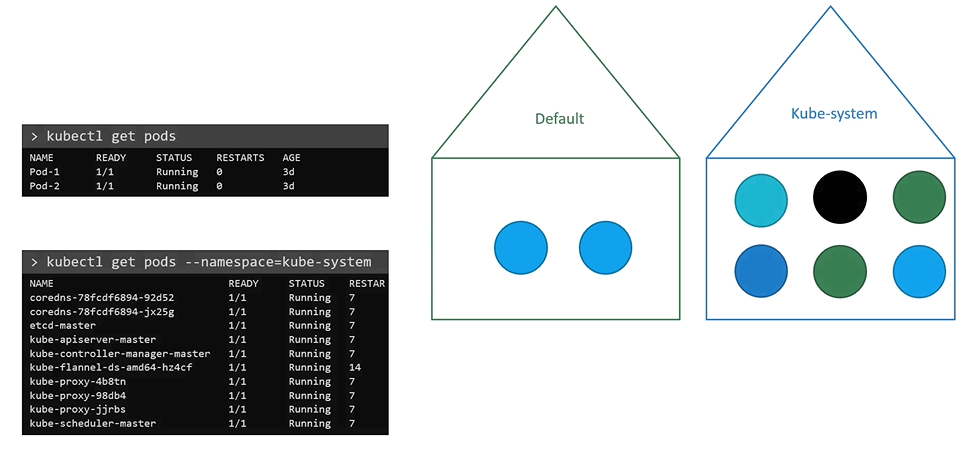 > kubectl get pods
NAME READY STATUS RESTARTS AGE
Pod-1 1/1 Running 0 3d
Pod-2 1/1 Running 0 3d
> kubectl get pods --namespace=kube-system
NAME READY STATUS RESTAR
coredns-78fcdf6894-92d52 1/1 Running 7
coredns-78fcdf6894-jx25g 1/1 Running 7
etcd-master 1/1 Running 7
kube-apiserver-master 1/1 Running 7
kube-controller-manager-master 1/1 Running 7
kube-flannel-ds-amd64-hz4cf 1/1 Running 14
kube-proxy-4b8tn 1/1 Running 7
kube-proxy-98db4 1/1 Running 7
kube-proxy-jjrbs 1/1 Running 7
kube-scheduler-master 1/1 Running 7
Default
Kube-system